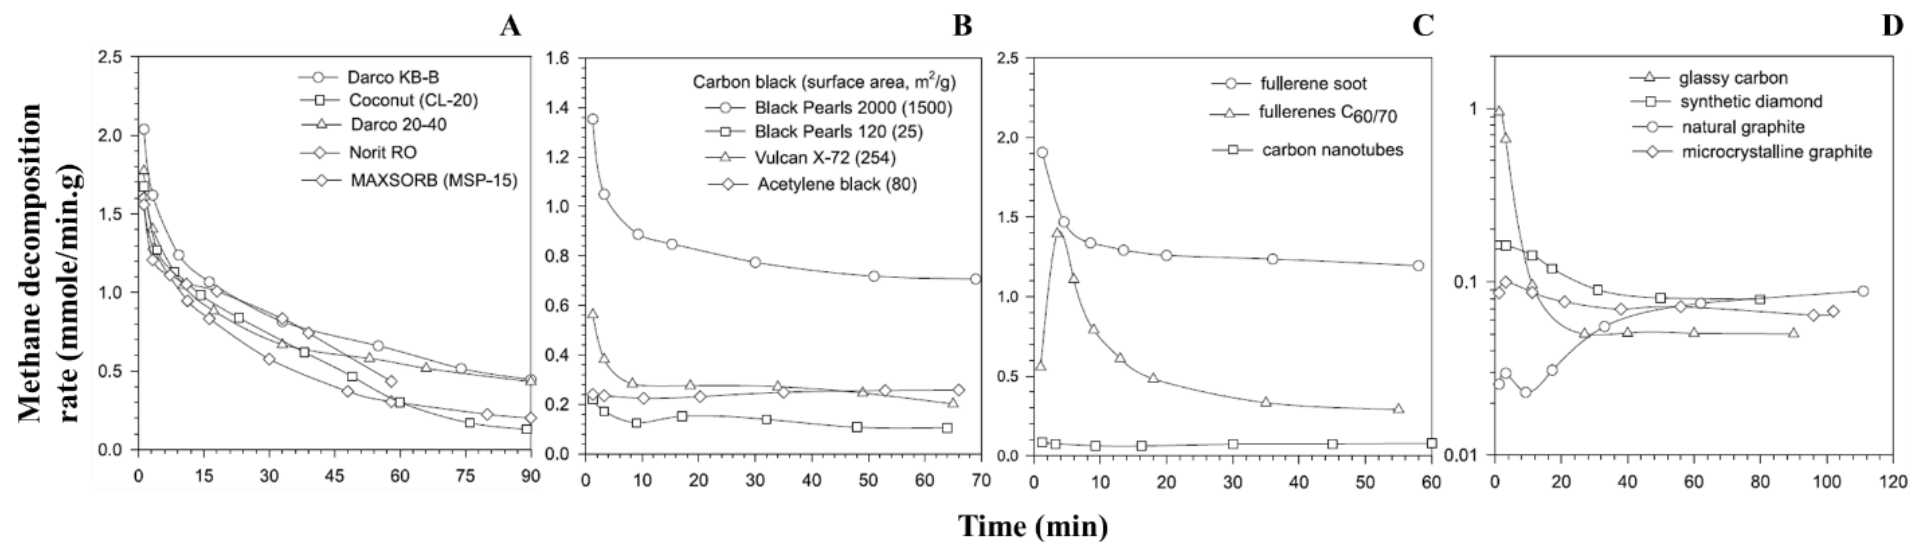 A
B
C
D
Methane decomposition
rate (mmole/min.g)
2.5
2.0
1.5
1.0
0.5
0.0
Darco KB-B
Coconut (CL-20)
Darco 20-40
Norit RO
MAXSORB (MSP-15)
0 15 30 45 60 75 90
1.6
1.4
1.2
1.0
0.8
0.6
0.4
0.2
0.0
Carbon black (surface area, m²/g)
Black Pearls 2000 (1500)
Black Pearls 120 (25)
Vulcan X-72 (254)
Acetylene black (80)
0 10 20 30 40 50 60 70
2.5
2.0
1.5
1.0
0.5
0.0
fullerene soot
fullerenes C60/70
carbon nanotubes
0 10 20 30 40 50 60
1
0.1
0.01
glassy carbon
synthetic diamond
natural graphite
microcrystalline graphite
0 20 40 60 80 100 120
Time (min)